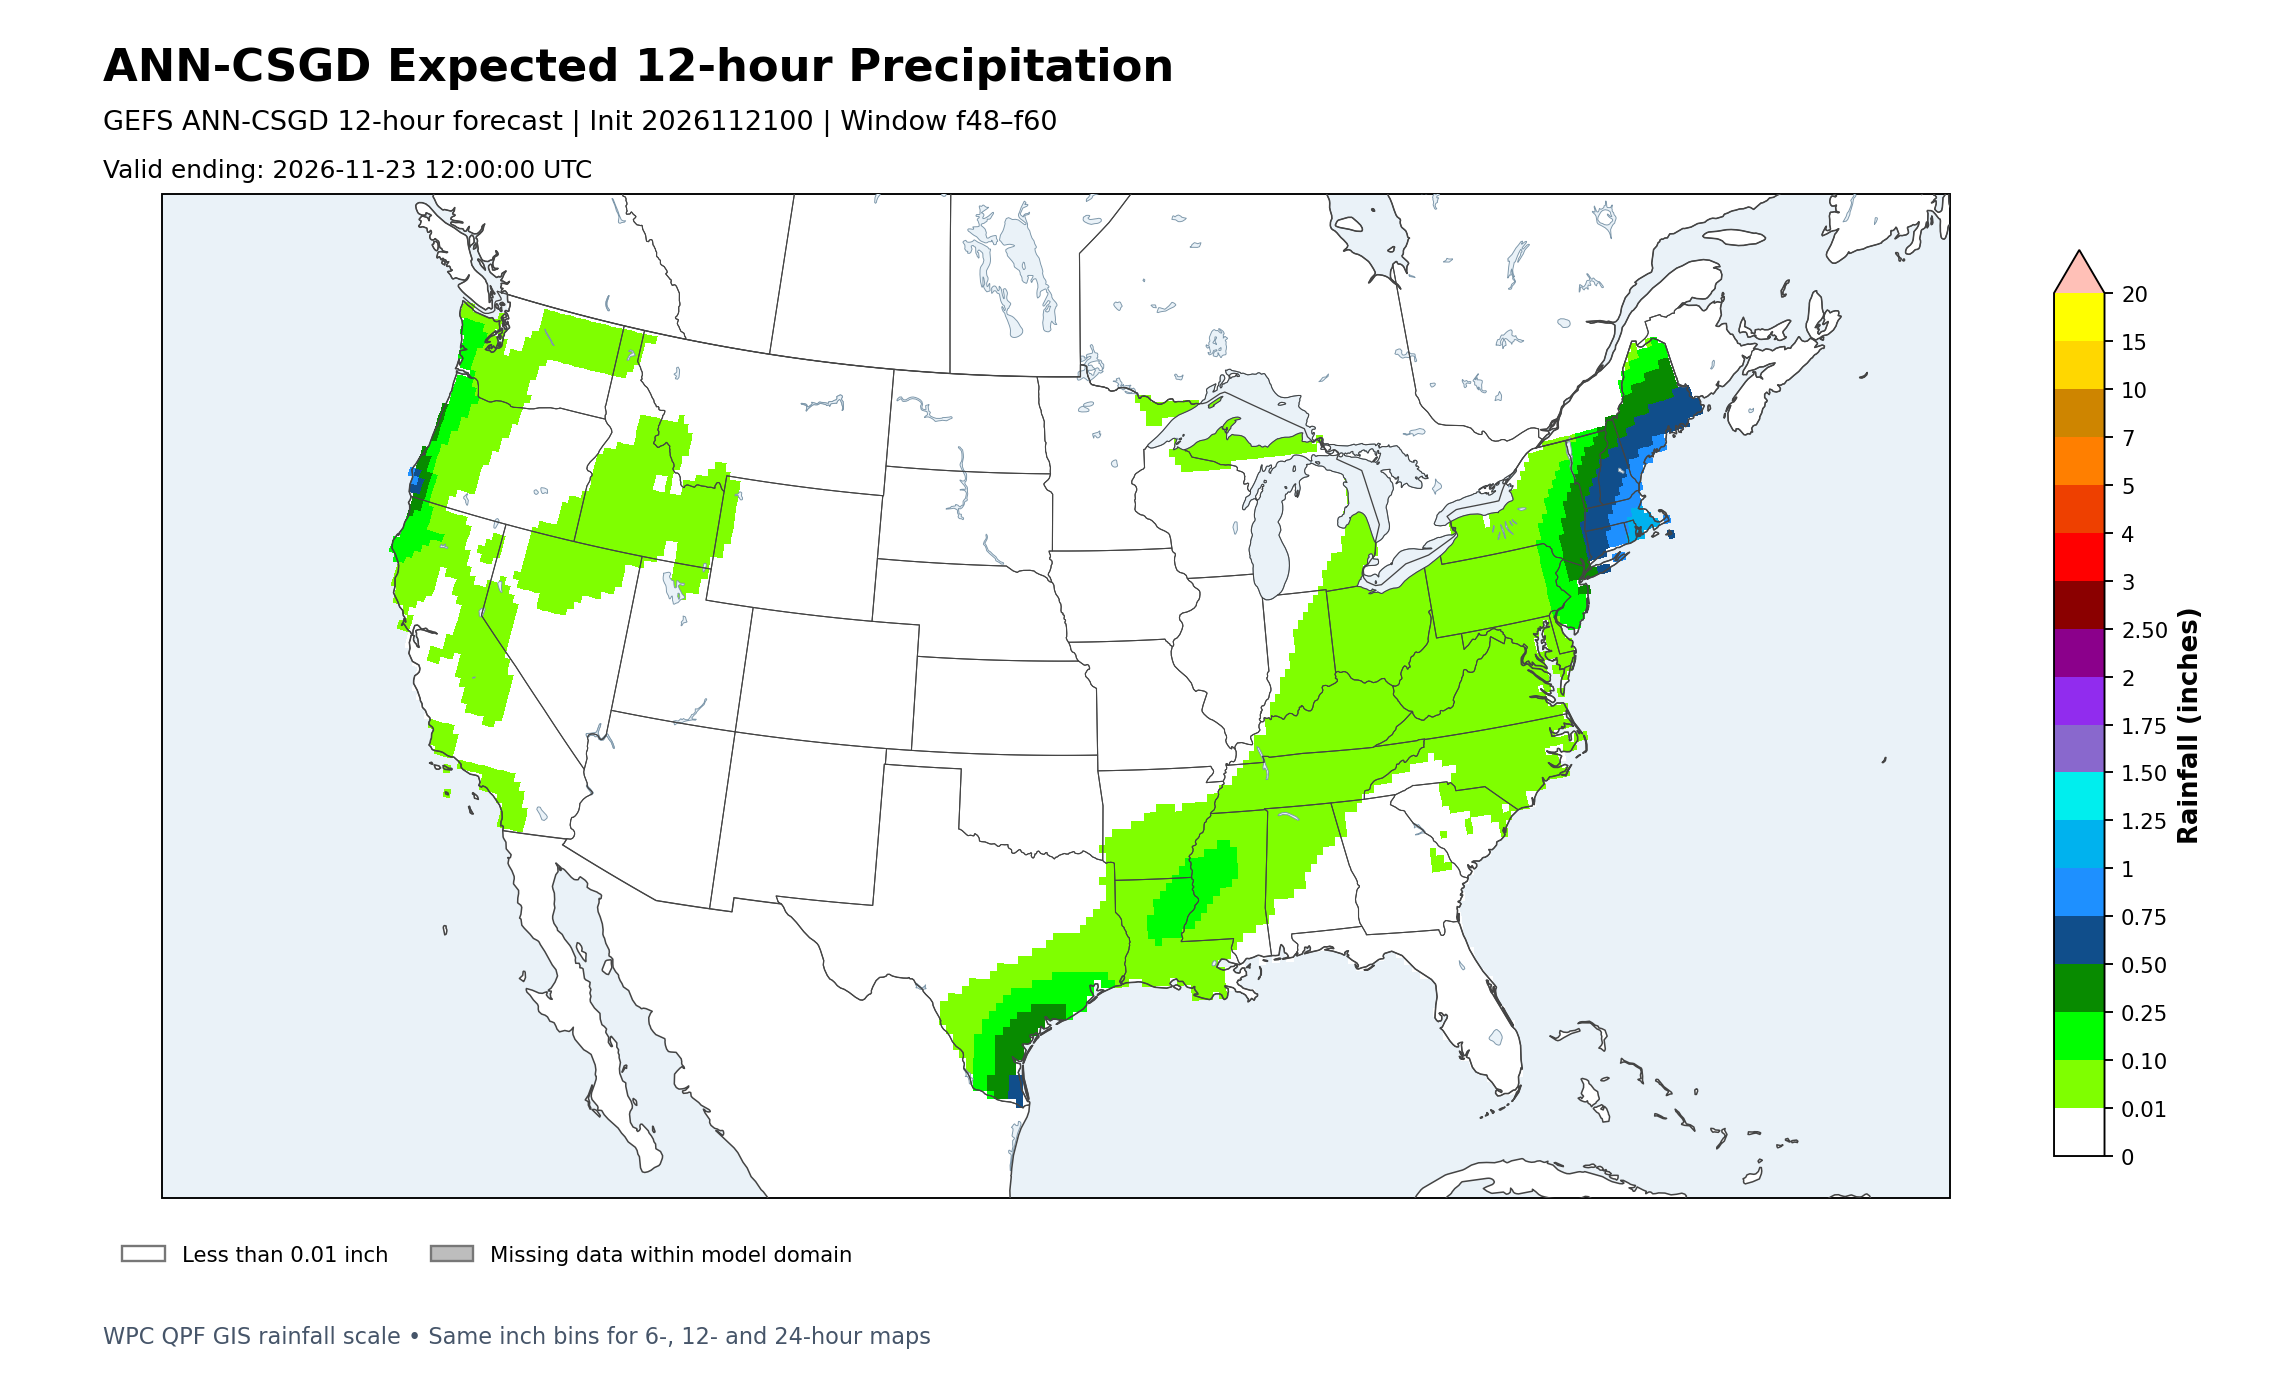 ANN-CSGD Expected 12-hour Precipitation
GEFS ANN-CSGD 12-hour forecast | Init 2026112100 | Window f48–f60
Valid ending: 2026-11-23 12:00:00 UTC
20
15
10
7
5
4
3
2.50
2
1.75
1.50
1.25
1
0.75
0.50
0.25
0.10
0.01
0
Rainfall (inches)
Less than 0.01 inch
Missing data within model domain
WPC QPF GIS rainfall scale • Same inch bins for 6-, 12- and 24-hour maps